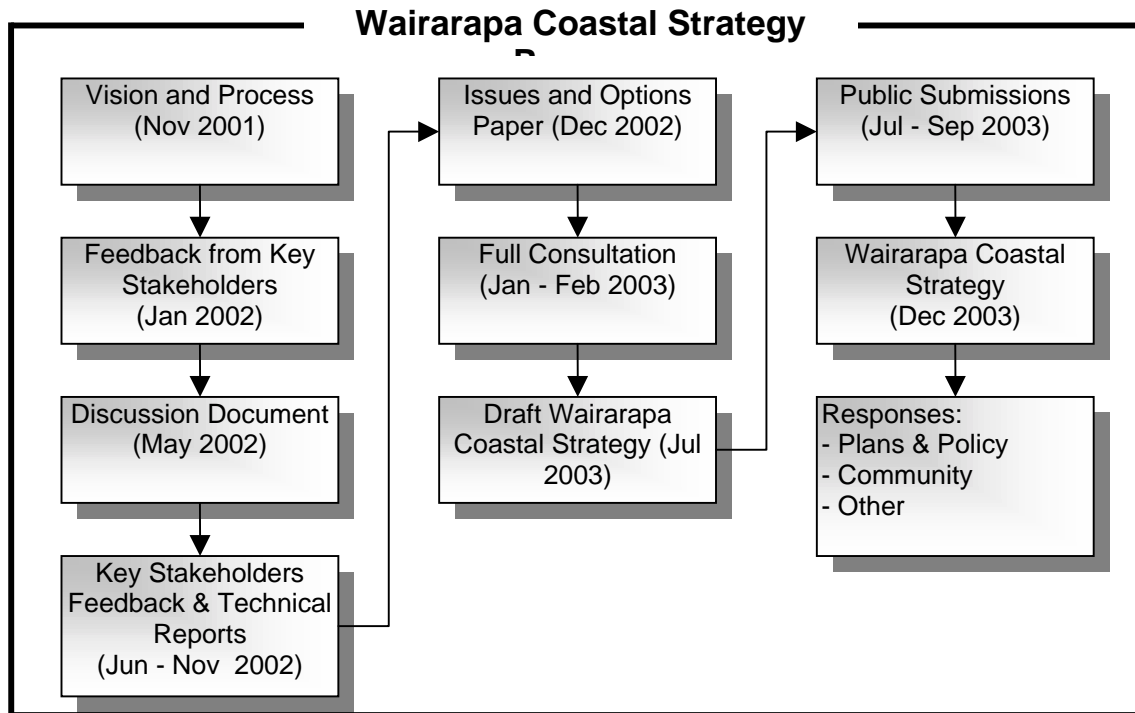 Wairarapa Coastal Strategy
Vision and Process
(Nov 2001)
Feedback from Key
Stakeholders
(Jan 2002)
Discussion Document
(May 2002)
Key Stakeholders
Feedback & Technical
Reports
(Jun - Nov 2002)
Issues and Options
Paper (Dec 2002)
Full Consultation
(Jan - Feb 2003)
Draft Wairarapa
Coastal Strategy (Jul
2003)
Public Submissions
(Jul - Sep 2003)
Wairarapa Coastal
Strategy
(Dec 2003)
Responses:
- Plans & Policy
- Community
- Other